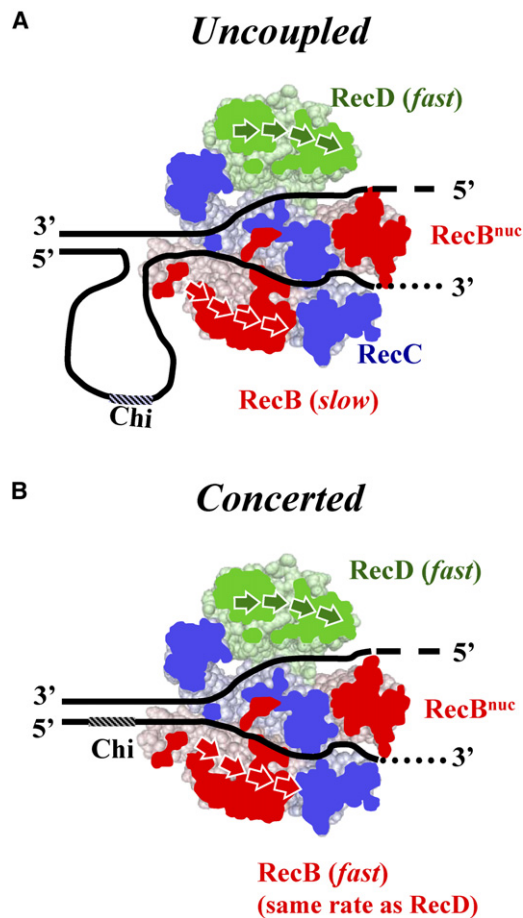 A
Uncoupled
RecD (fast)
5’
3’
5’
RecBnuc
3’
RecC
Chi
RecB (slow)
B
Concerted
RecD (fast)
5’
3’
RecBnuc
5’
Chi
3’
RecB (fast)
(same rate as RecD)